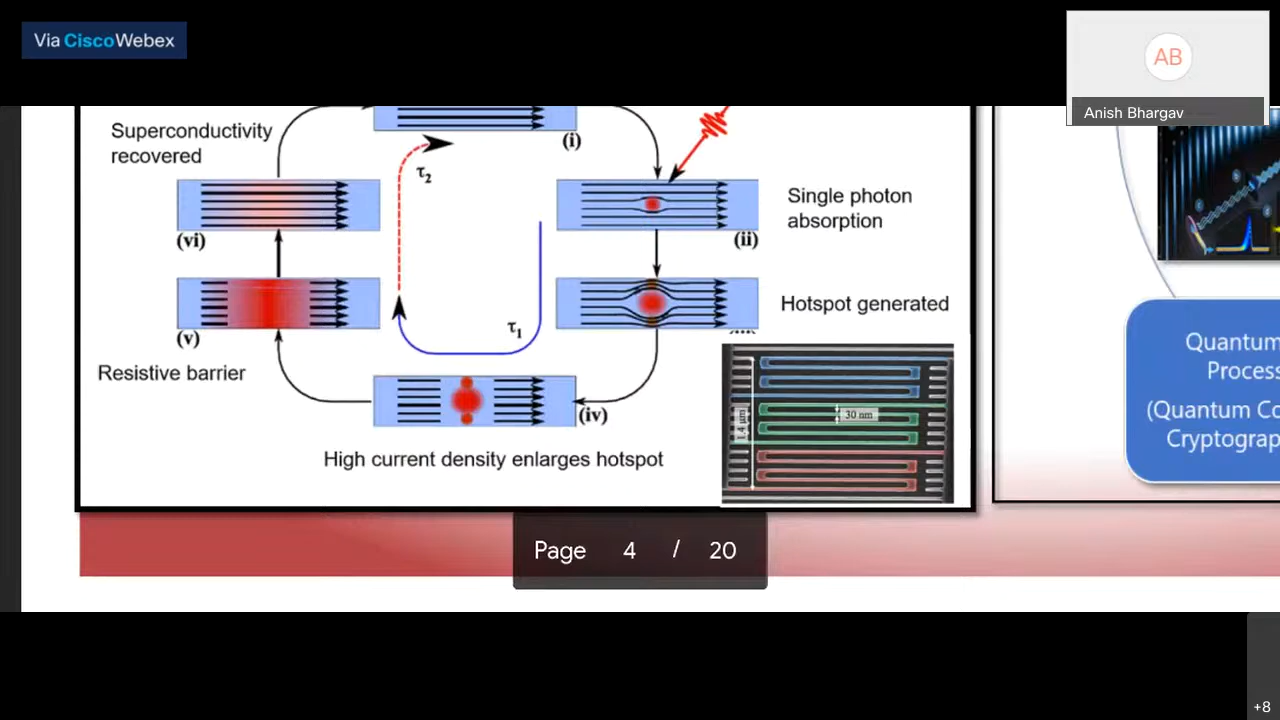 Via CiscoWebex
AB
Anish Bhargav
Superconductivity
recovered
(i)
τ2
Single photon
absorption
(vi)
(ii)
Hotspot generated
τ1
(v)
Resistive barrier
(iv)
High current density enlarges hotspot
30 nm
Quantum
Process
(Quantum Co
Cryptograp
Page 4 / 20
+8